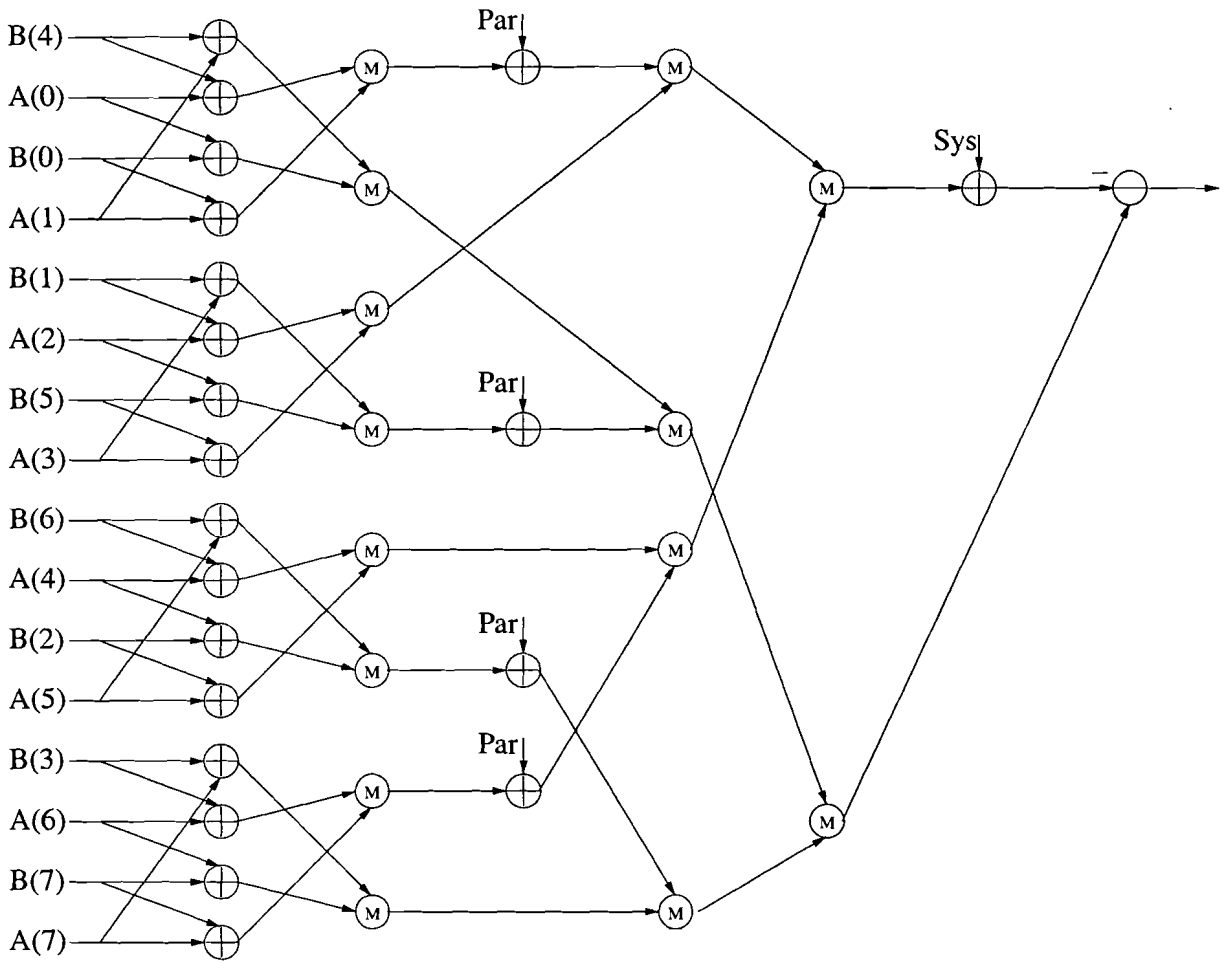 B(4)
Par
M
M
A(0)
B(0)
Sys
M
M
–
A(1)
B(1)
M
A(2)
Par
B(5)
M
M
A(3)
B(6)
M
M
A(4)
Par
B(2)
M
A(5)
Par
B(3)
M
A(6)
M
B(7)
M
M
A(7)